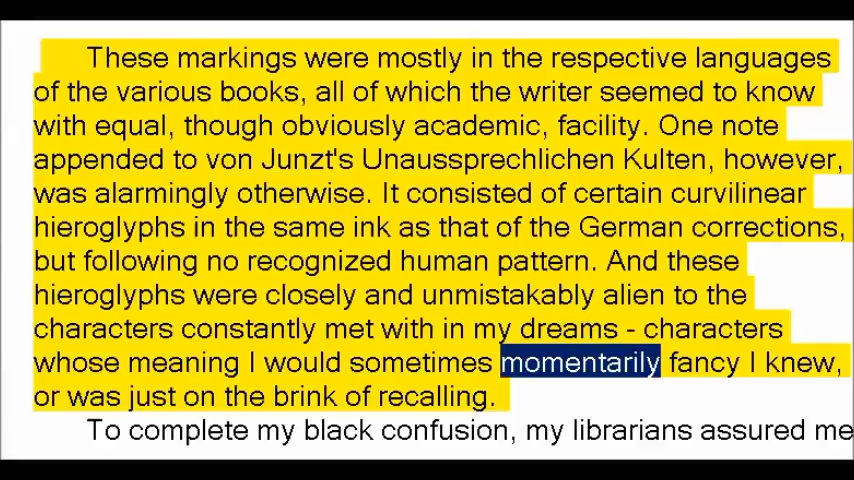 These markings were mostly in the respective languages
of the various books, all of which the writer seemed to know
with equal, though obviously academic, facility. One note
appended to von Junzt's Unaussprechlichen Kulten, however,
was alarmingly otherwise. It consisted of certain curvilinear
hieroglyphs in the same ink as that of the German corrections,
but following no recognized human pattern. And these
hieroglyphs were closely and unmistakably alien to the
characters constantly met with in my dreams - characters
whose meaning I would sometimes momentarily fancy I knew,
or was just on the brink of recalling.
To complete my black confusion, my librarians assured me